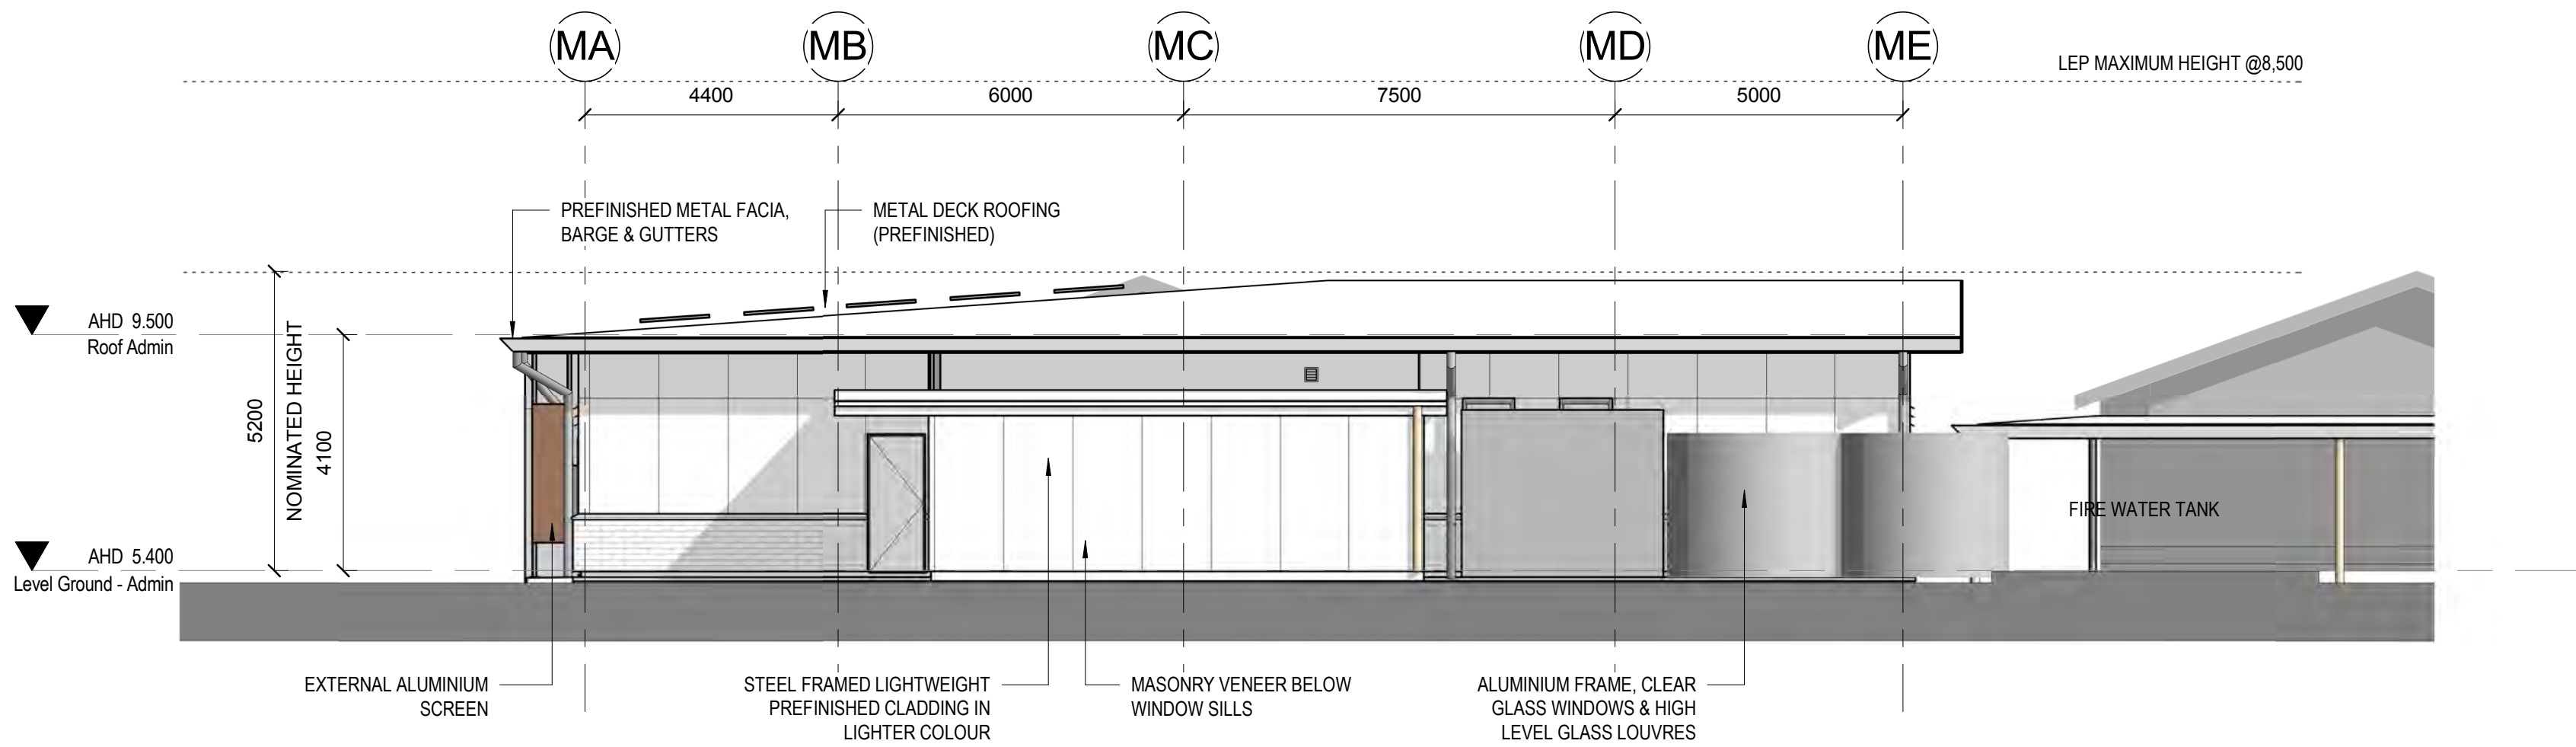 MA
MB
MC
MD
ME
LEP MAXIMUM HEIGHT @8,500
4400
6000
7500
5000
PREFINISHED METAL FACIA,
BARGE & GUTTERS
METAL DECK ROOFING
(PREFINISHED)
AHD 9.500
Roof Admin
5200
NOMINATED HEIGHT
4100
FIRE WATER TANK
AHD 5.400
Level Ground - Admin
EXTERNAL ALUMINIUM
SCREEN
STEEL FRAMED LIGHTWEIGHT
PREFINISHED CLADDING IN
LIGHTER COLOUR
MASONRY VENEER BELOW
WINDOW SILLS
ALUMINIUM FRAME, CLEAR
GLASS WINDOWS & HIGH
LEVEL GLASS LOUVRES